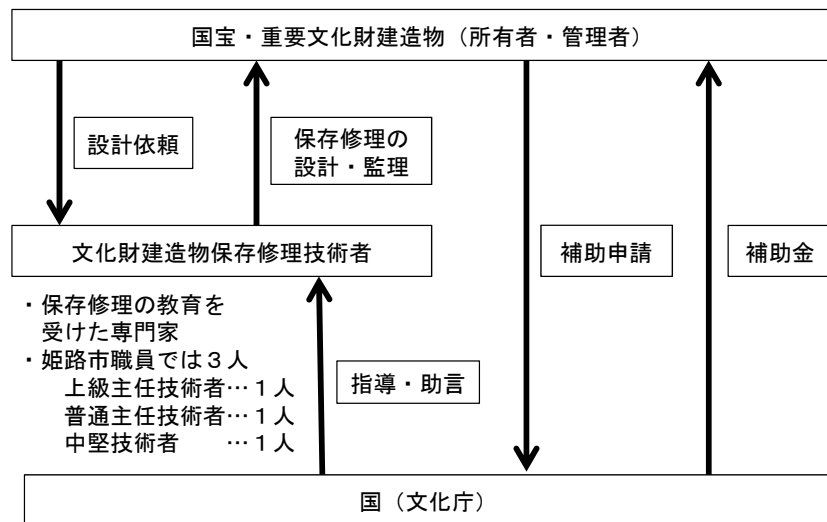 国宝・重要文化財建造物（所有者・管理者）
設計依頼
保存修理の
設計・監理
文化財建造物保存修理技術者
補助申請
補助金
・保存修理の教育を
受けた専門家
・姫路市職員では３人
上級主任技術者…１人
普通主任技術者…１人
中堅技術者　　…１人
指導・助言
国（文化庁）